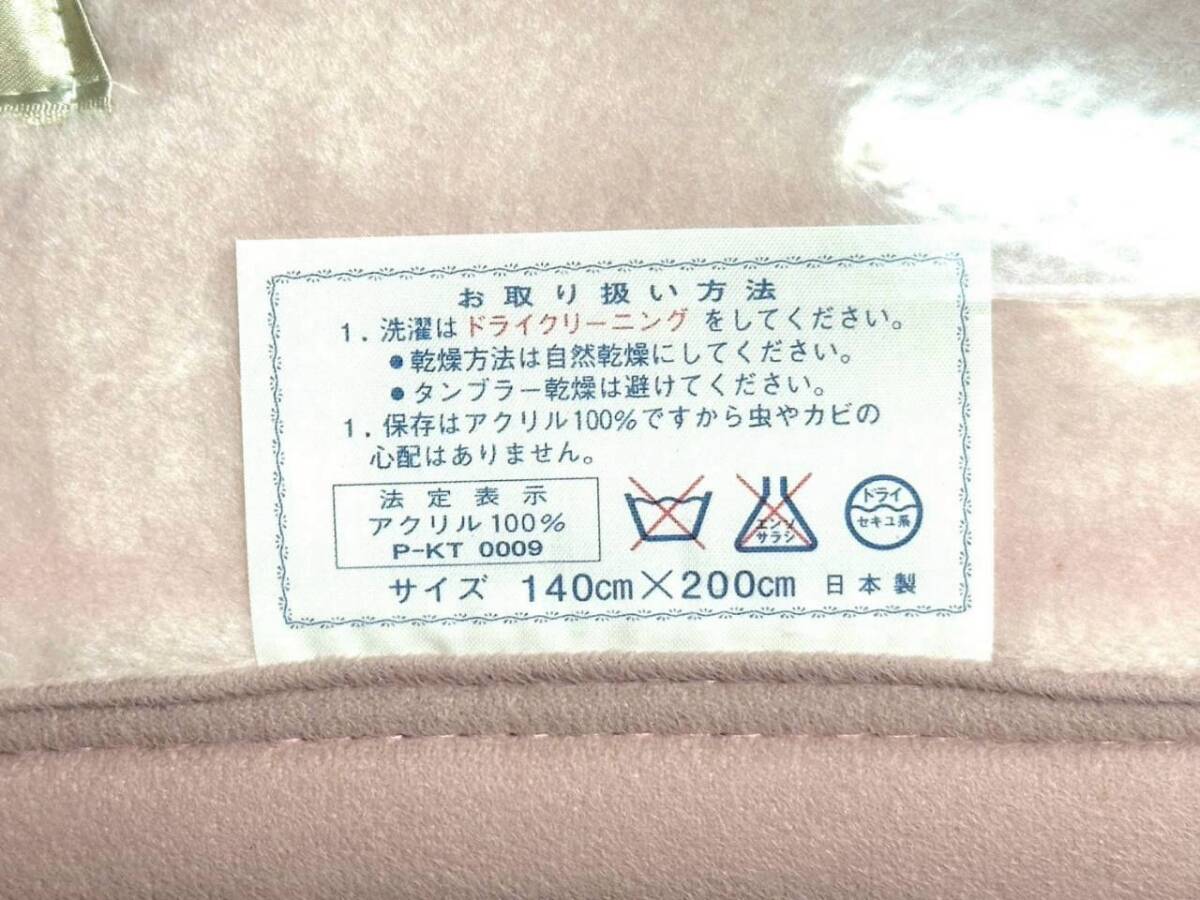 お取り扱い方法
1. 洗濯はドライクリーニングをしてください。
●乾燥方法は自然乾燥にしてください。
●タンブラー乾燥は避けてください。
1. 保存はアクリル100%ですから虫やカビの
心配はありません。
法定表示
アクリル100%
P-KT 0009
エンソ
サラシ
ドライ
セキユ系
サイズ 140cm×200cm 日本製